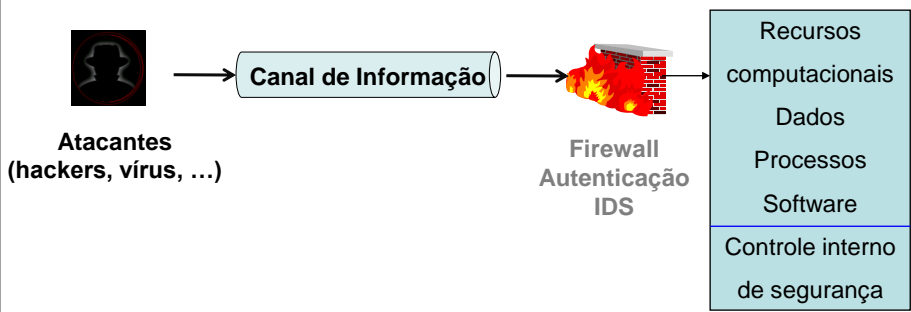 Atacantes
(hackers, vírus, …)
Canal de Informação
Firewall
Autenticação
IDS
Recursos
computacionais
Dados
Processos
Software
Controle interno
de segurança